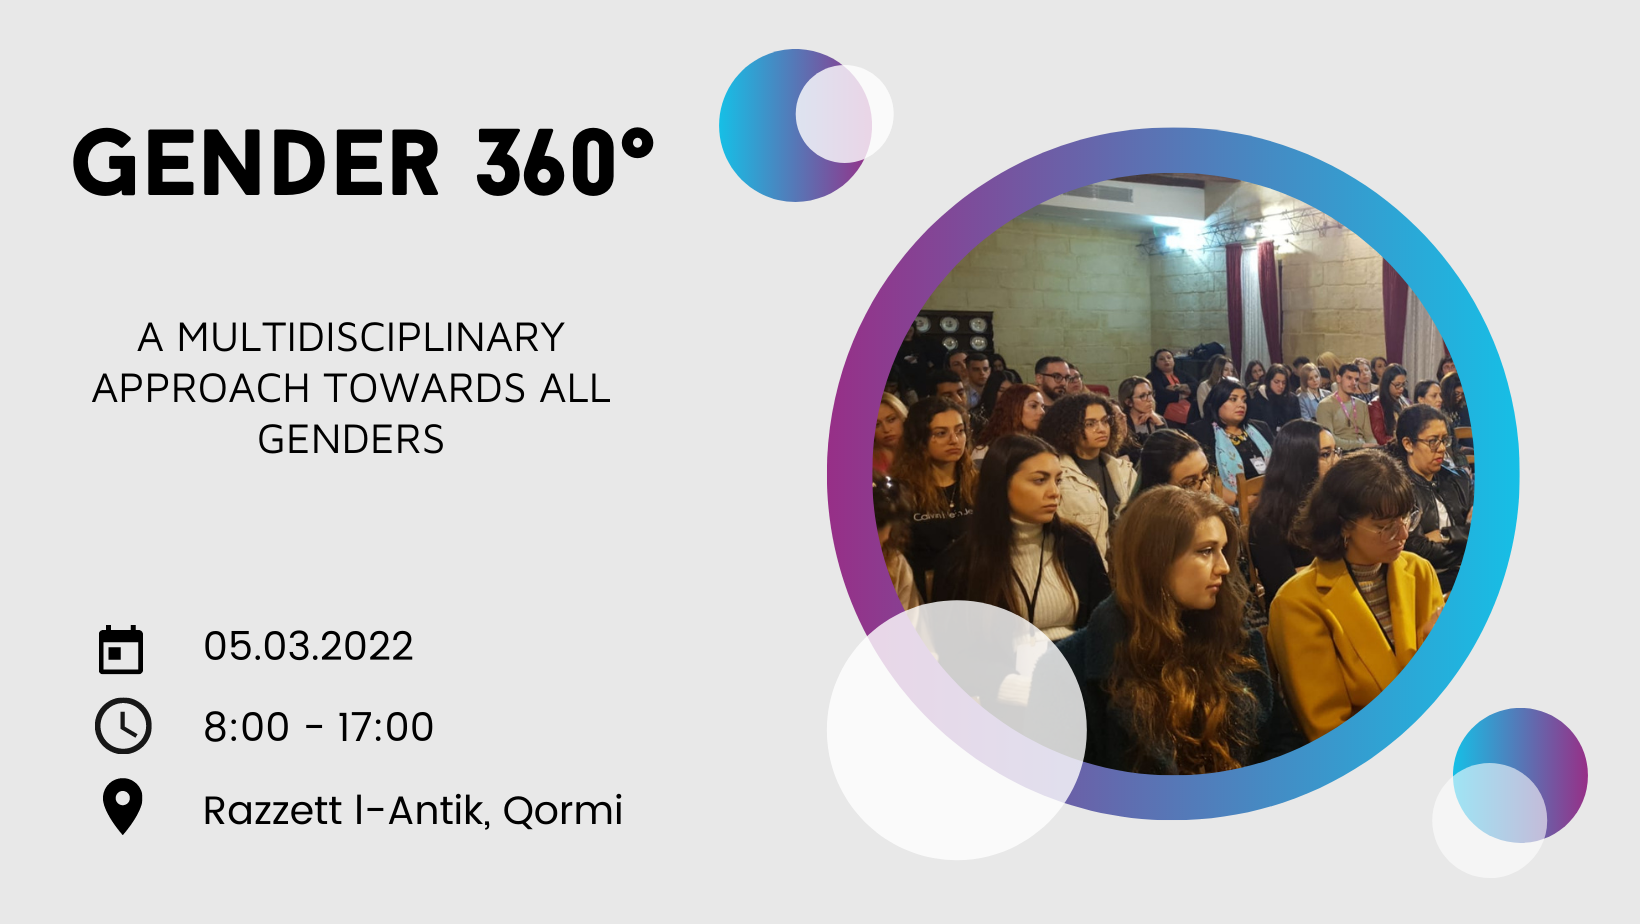 GENDER 360°
A MULTIDISCIPLINARY
APPROACH TOWARDS ALL
GENDERS
05.03.2022
8:00 - 17:00
Razzett l-Antik, Qormi